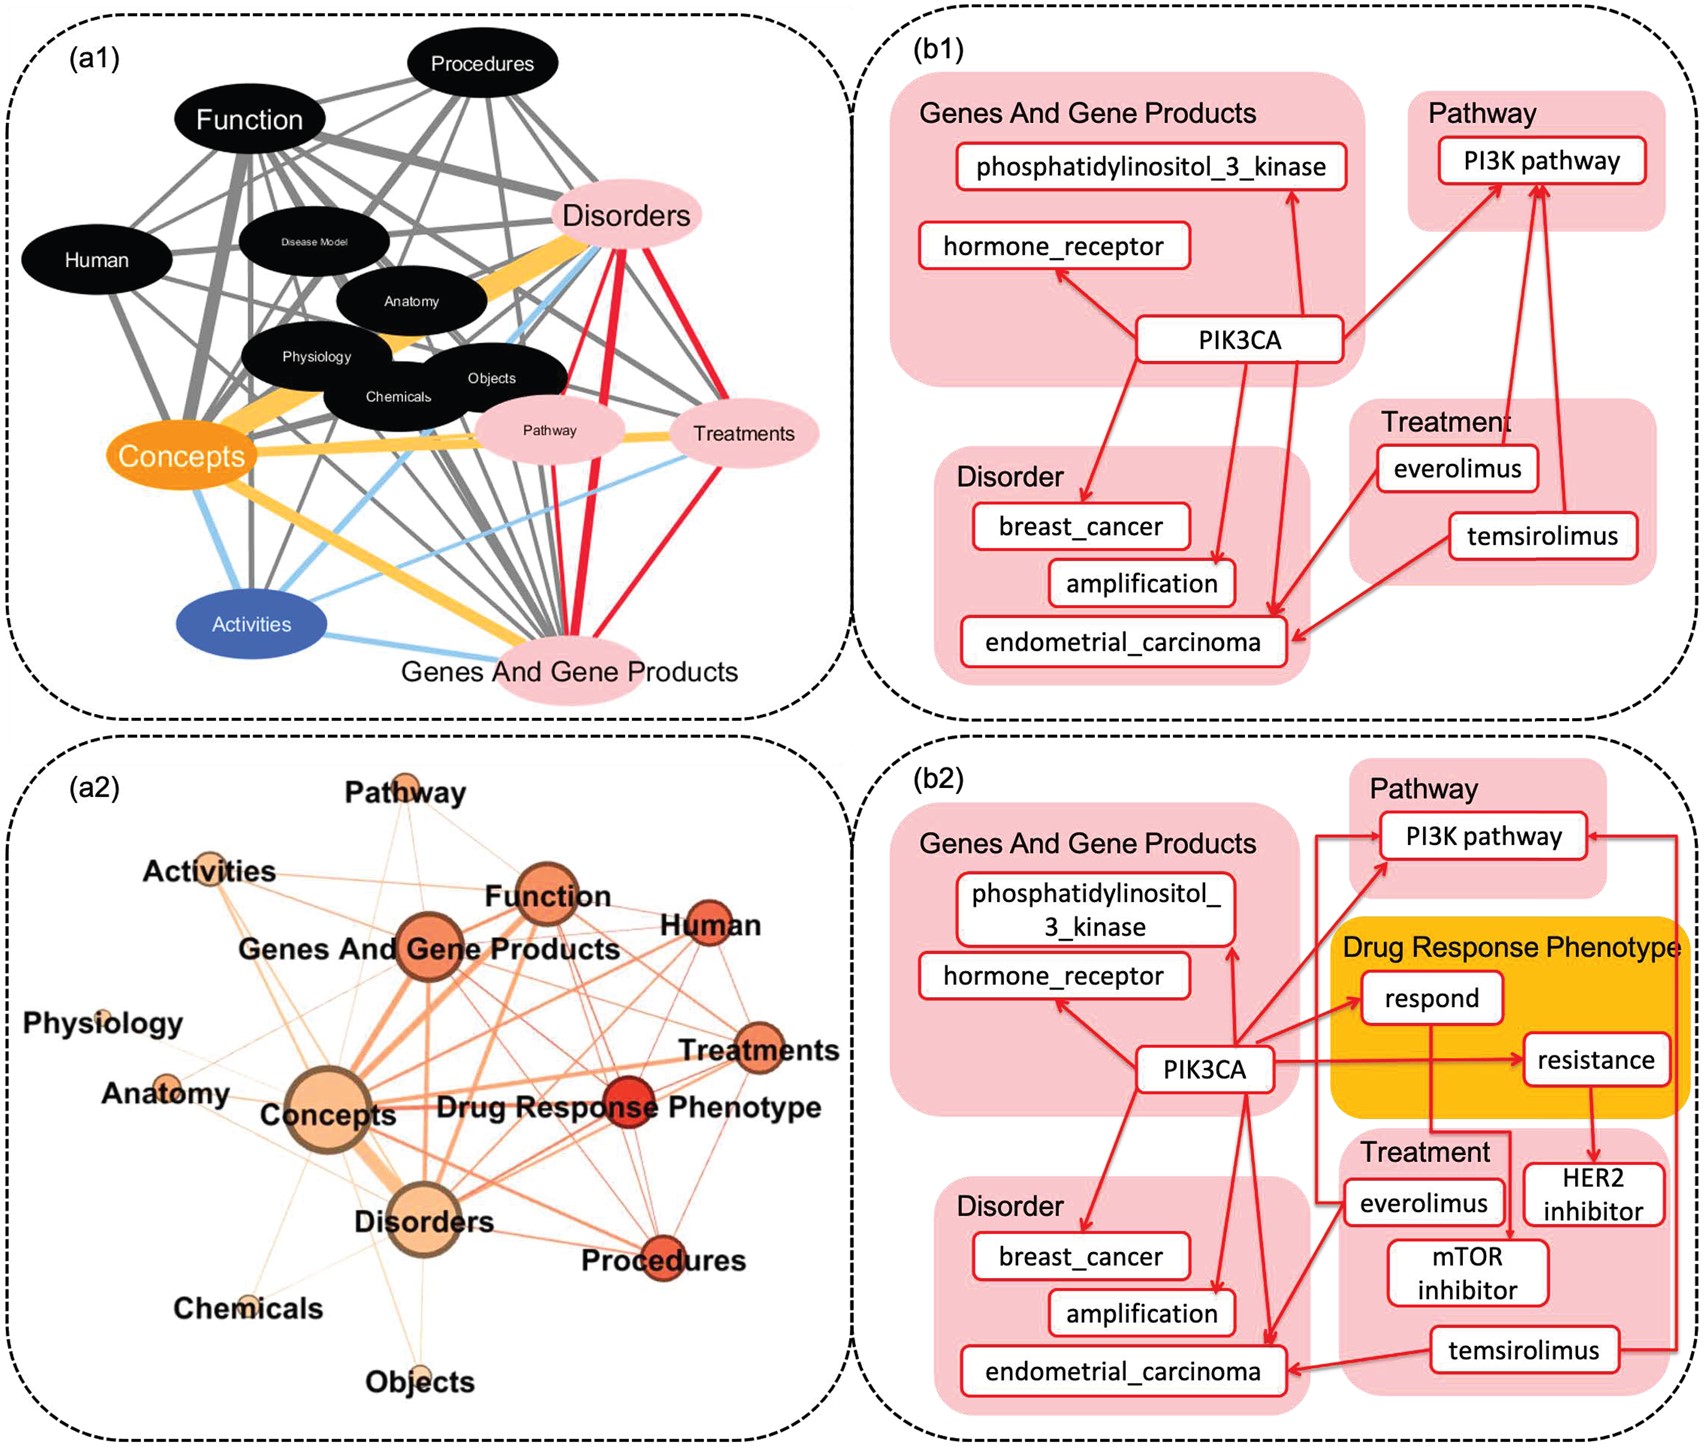 (a1)
Procedures
Function
Disorders
Human
Disease Model
Anatomy
Physiology
Objects
Chemicals
Pathway
Treatments
Concepts
Activities
Genes And Gene Products
(b1)
Genes And Gene Products
phosphatidylinositol_3_kinase
hormone_receptor
PIK3CA
Pathway
PI3K pathway
Disorder
breast_cancer
amplification
endometrial_carcinoma
Treatment
everolimus
temsirolimus
(a2)
Pathway
Activities
Function
Human
Genes And Gene Products
Physiology
Treatments
Anatomy
Concepts
Drug Response Phenotype
Disorders
Procedures
Chemicals
Objects
(b2)
Genes And Gene Products
phosphatidylinositol_
3_kinase
hormone_receptor
PIK3CA
Pathway
PI3K pathway
Drug Response Phenotype
respond
resistance
Disorder
breast_cancer
amplification
endometrial_carcinoma
Treatment
everolimus
HER2
inhibitor
mTOR
inhibitor
temsirolimus